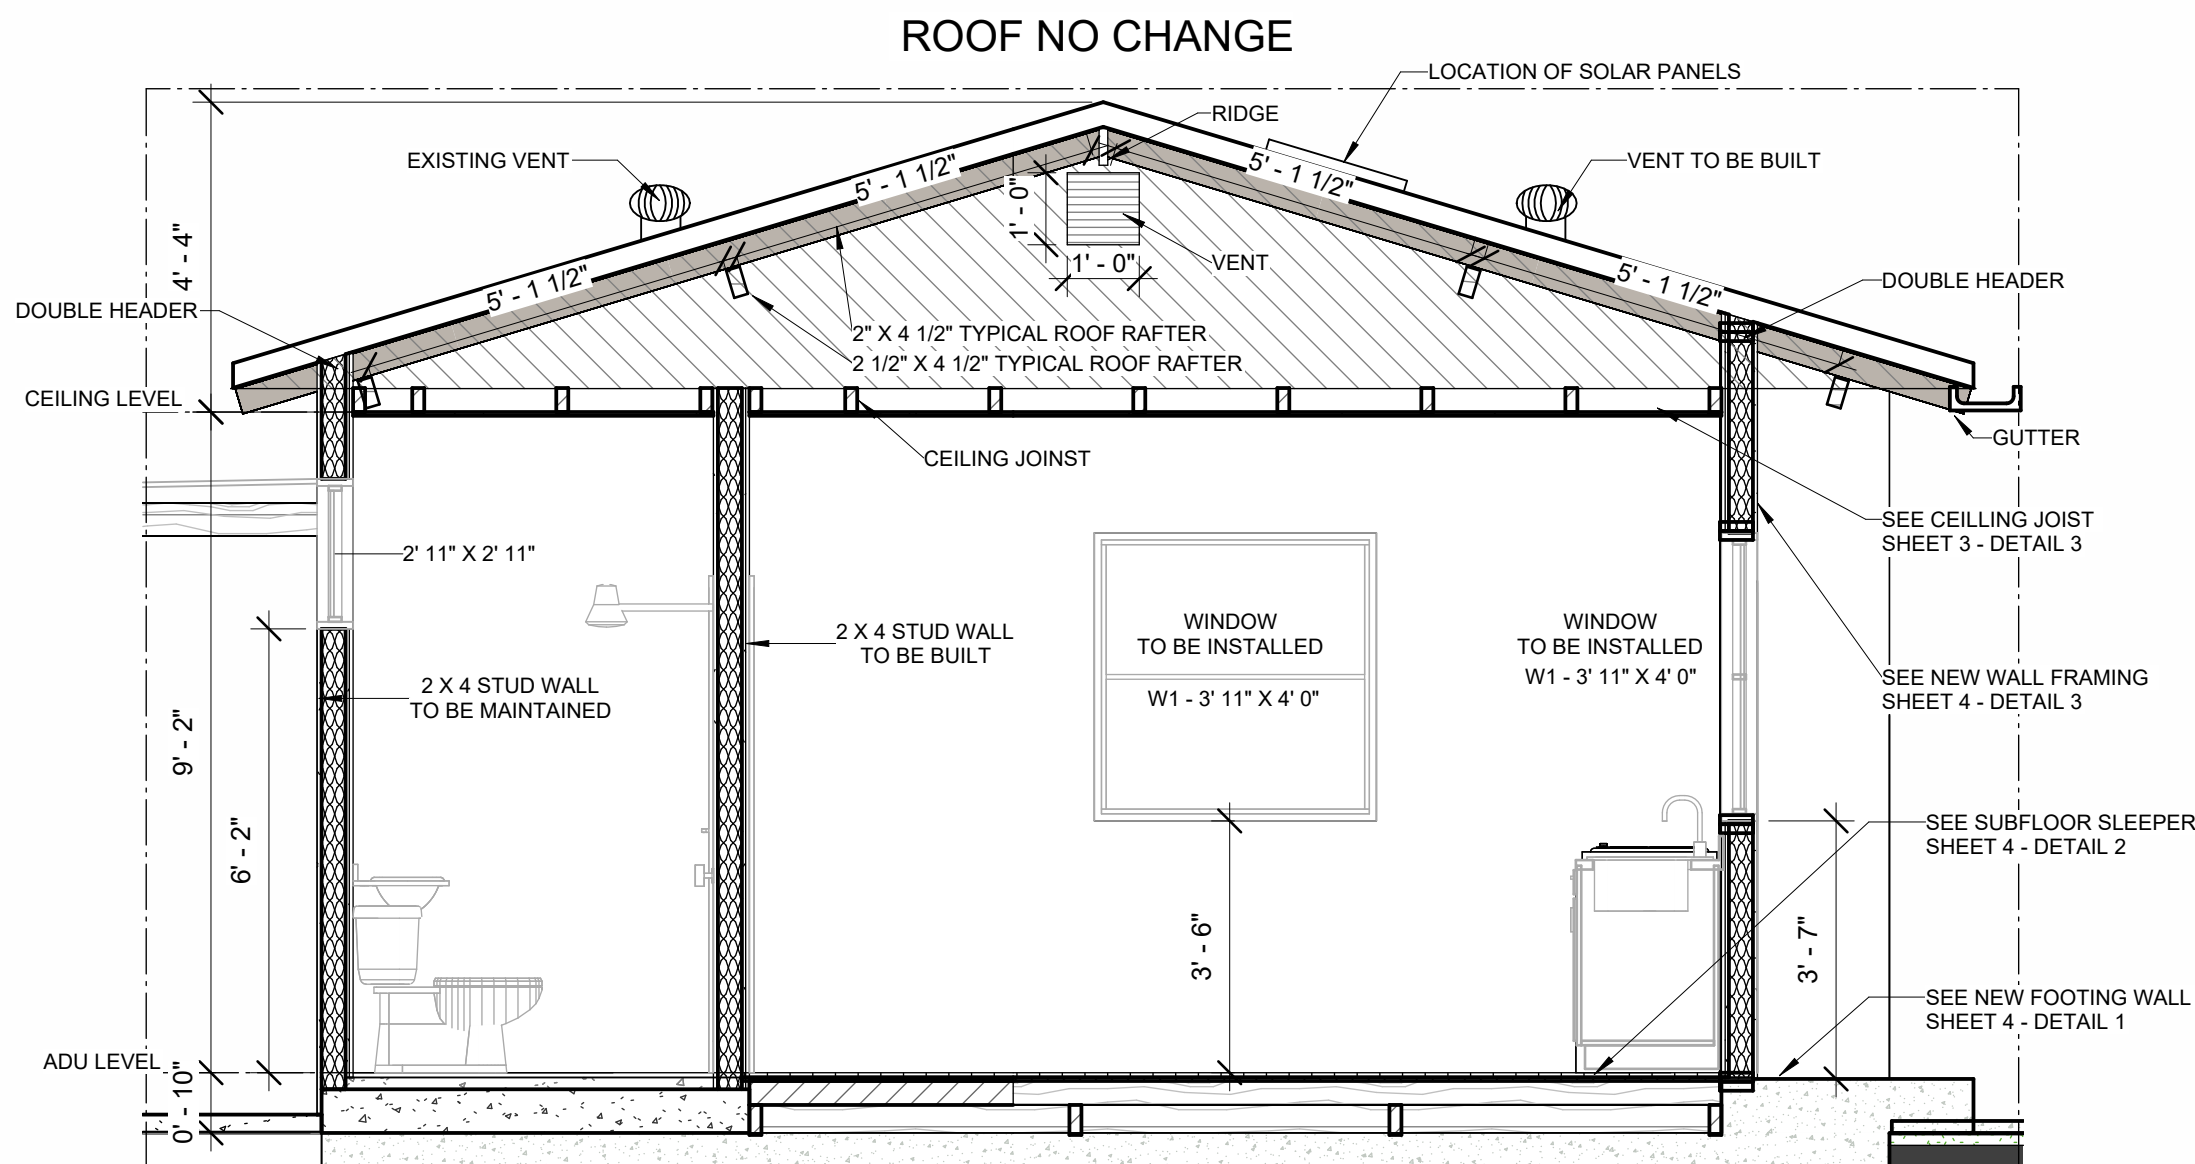 ROOF NO CHANGE
LOCATION OF SOLAR PANELS
RIDGE
EXISTING VENT
VENT TO BE BUILT
5' - 1 1/2"
5' - 1 1/2"
1' - 0"
4' - 4"
VENT
1' - 0"
5' - 1 1/2"
5' - 1 1/2"
DOUBLE HEADER
DOUBLE HEADER
2" X 4 1/2" TYPICAL ROOF RAFTER
2 1/2" X 4 1/2" TYPICAL ROOF RAFTER
CEILING LEVEL
GUTTER
CEILING JOINST
SEE CEILLING JOIST
SHEET 3 - DETAIL 3
2' 11" X 2' 11"
WINDOW
TO BE INSTALLED
W1 - 3' 11" X 4' 0"
WINDOW
TO BE INSTALLED
W1 - 3' 11" X 4' 0"
2 X 4 STUD WALL
TO BE BUILT
2 X 4 STUD WALL
TO BE MAINTAINED
SEE NEW WALL FRAMING
SHEET 4 - DETAIL 3
9' - 2"
6' - 2"
SEE SUBFLOOR SLEEPER
SHEET 4 - DETAIL 2
3' - 6"
3' - 7"
SEE NEW FOOTING WALL
SHEET 4 - DETAIL 1
ADU LEVEL
0' - 10"